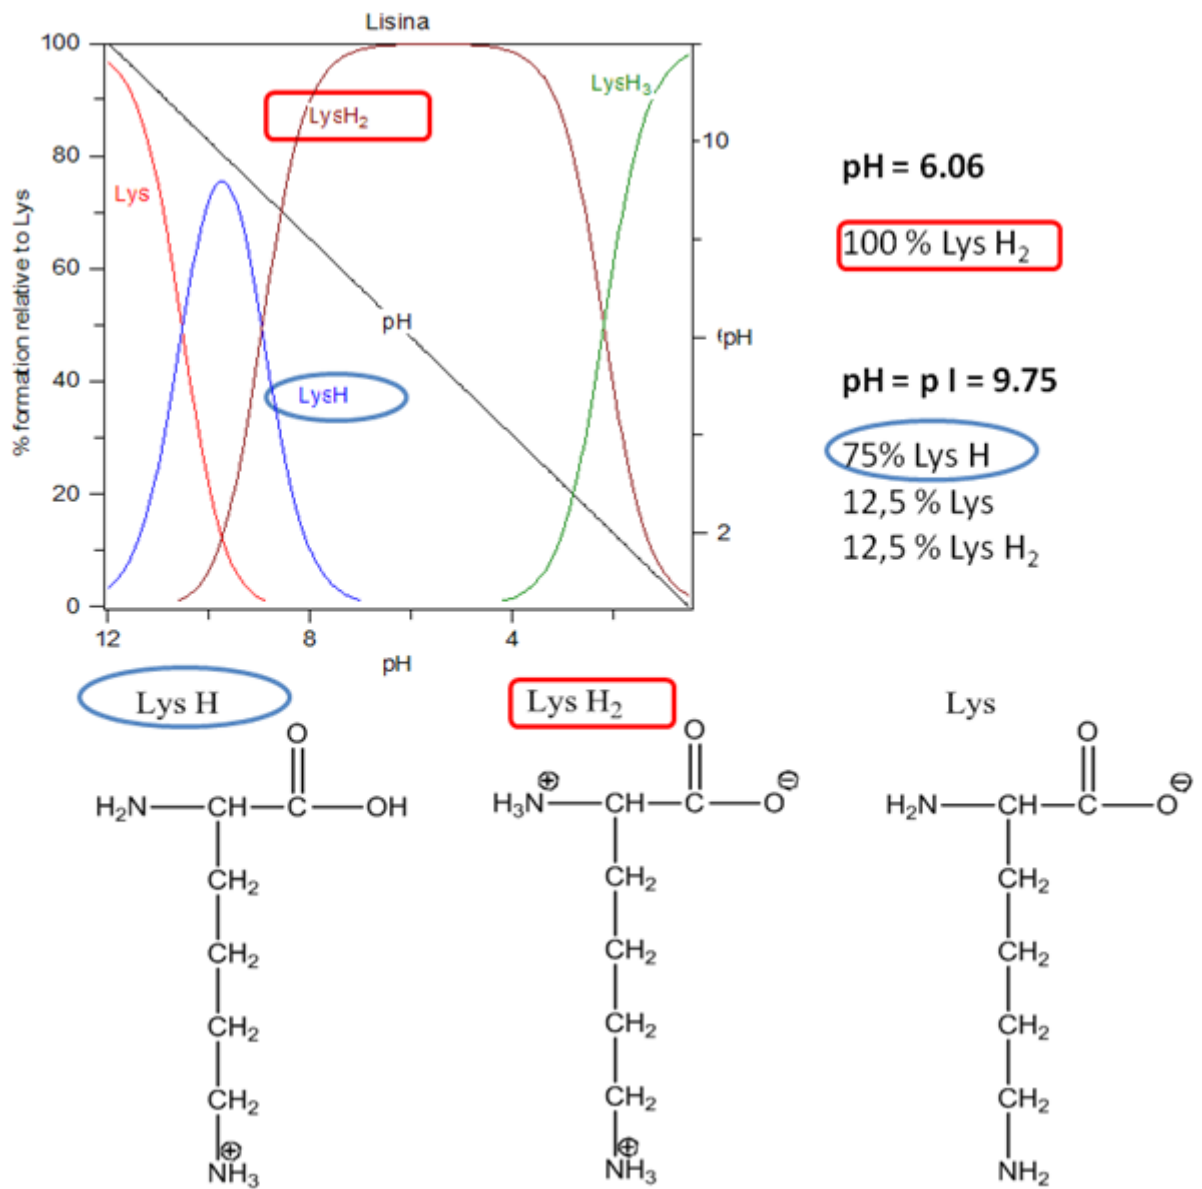 Lisina
100
80
60
40
20
0
% formation relative to Lys
Lys
LysH2
LysH3
LysH
pH
10
6
pH
2
12
8
4
pH
pH = 6.06
100 % Lys H2
pH = p I = 9.75
75% Lys H
12,5 % Lys
12,5 % Lys H2
Lys H
O
H2N CH C OH
CH2
CH2
CH2
CH2
⊕
NH3
Lys H2
O
⊕ ⊖
H3N CH C O
CH2
CH2
CH2
CH2
⊕
NH3
Lys
O
⊖
H2N CH C O
CH2
CH2
CH2
CH2
NH2